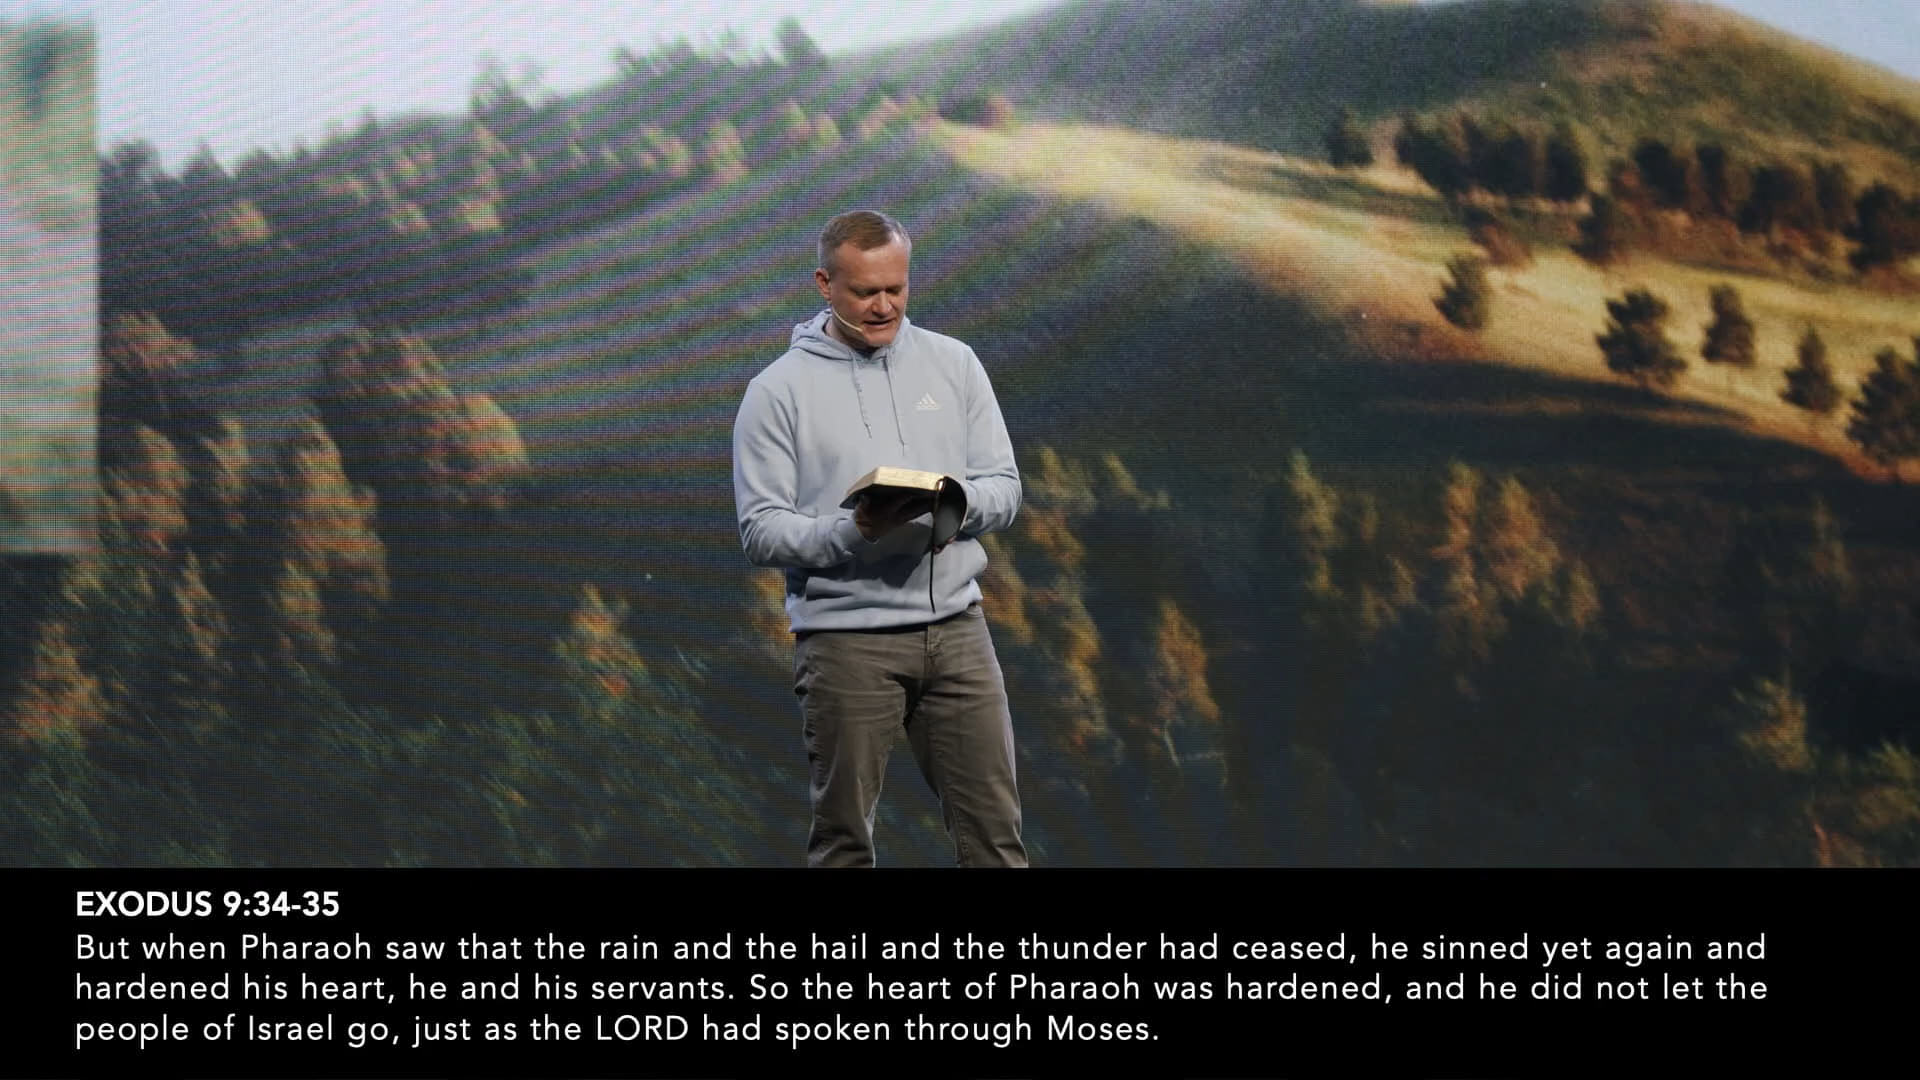 EXODUS 9:34-35
But when Pharaoh saw that the rain and the hail and the thunder had ceased, he sinned yet again and
hardened his heart, he and his servants. So the heart of Pharaoh was hardened, and he did not let the
people of Israel go, just as the LORD had spoken through Moses.